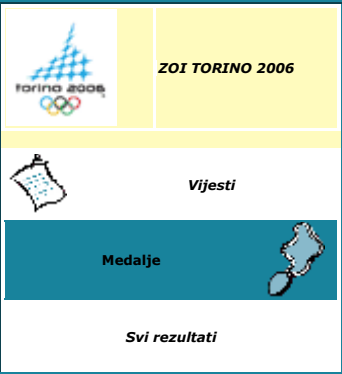 torino 2006
ZOI TORINO 2006
Vijesti
Medalje
Svi rezultati